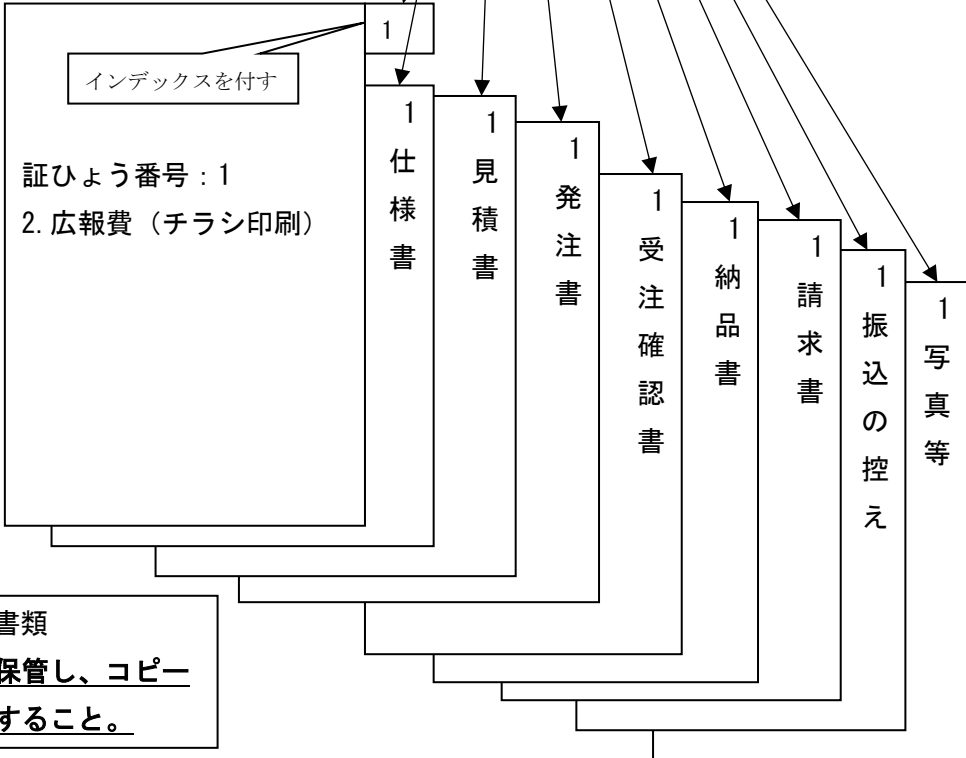 1
インデックスを付す
証ひょう番号：1
2.広報費（チラシ印刷）
1仕様書
1見積書
1発注書
1受注確認書
1納品書
1請求書
1振込の控え
1写真等
書類
保管し、コピー
すること。